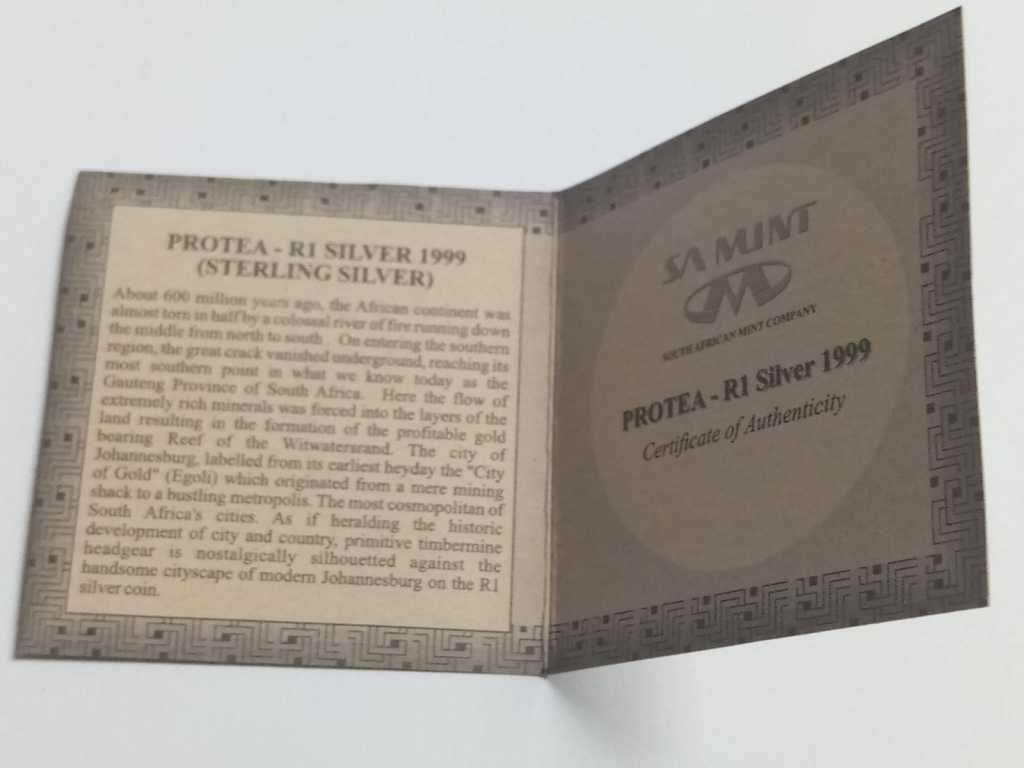 PROTEA - R1 SILVER 1999
(STERLING SILVER)
About 600 million years ago, the African continent was
almost torn in half by a colossal river of fire running down
the middle from north to south. On entering the southern
region, the great crack vanished underground, reaching its
most southern point in what we know today as the
Gauteng Province of South Africa. Here the flow of
extremely rich minerals was forced into the layers of the
land resulting in the formation of the profitable gold
bearing Reef of the Witwatersrand. The city of
Johannesburg, labelled from its earliest heyday the "City
of Gold" (Egoli) which originated from a mere mining
shack to a bustling metropolis. The most cosmopolitan of
South Africa's cities. As if heralding the historic
development of city and country, primitive timbermine
headgear is nostalgically silhouetted against the
handsome cityscape of modern Johannesburg on the R1
silver coin.
SA MINT
SOUTH AFRICAN MINT COMPANY
PROTEA - R1 Silver 1999
Certificate of Authenticity